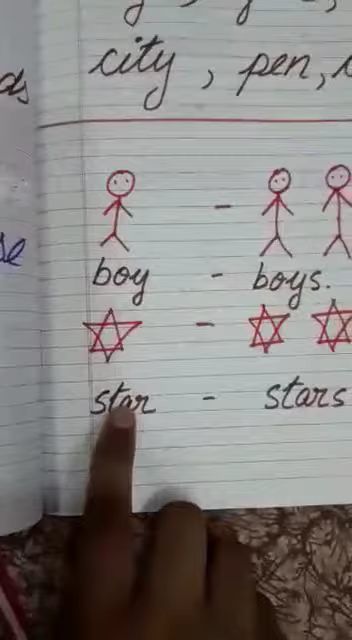 city, pen,
boy - boys.
star - stars